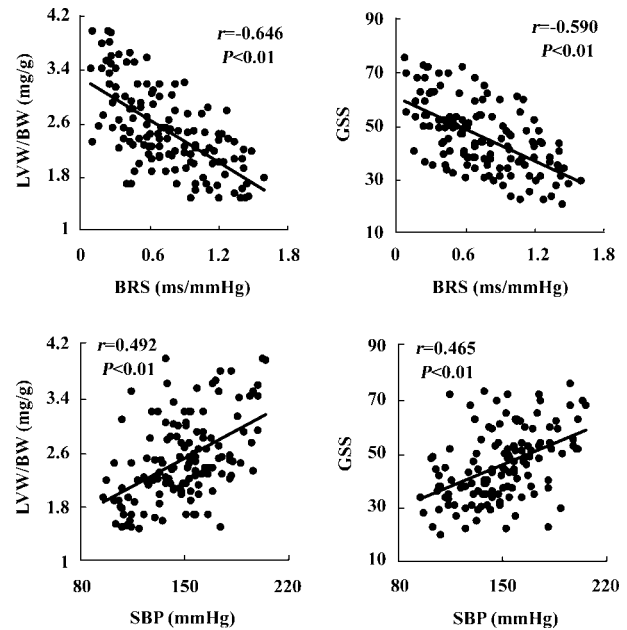 4.2
3.4
2.6
1.8
1
LVW/BW (mg/g)
r=-0.646
P<0.01
0
0.6
1.2
1.8
BRS (ms/mmHg)
90
70
50
30
10
GSS
r=-0.590
P<0.01
0
0.6
1.2
1.8
BRS (ms/mmHg)
4.2
3.4
2.6
1.8
1
LVW/BW (mg/g)
r=0.492
P<0.01
80
150
220
SBP (mmHg)
90
70
50
30
10
GSS
r=0.465
P<0.01
80
150
220
SBP (mmHg)